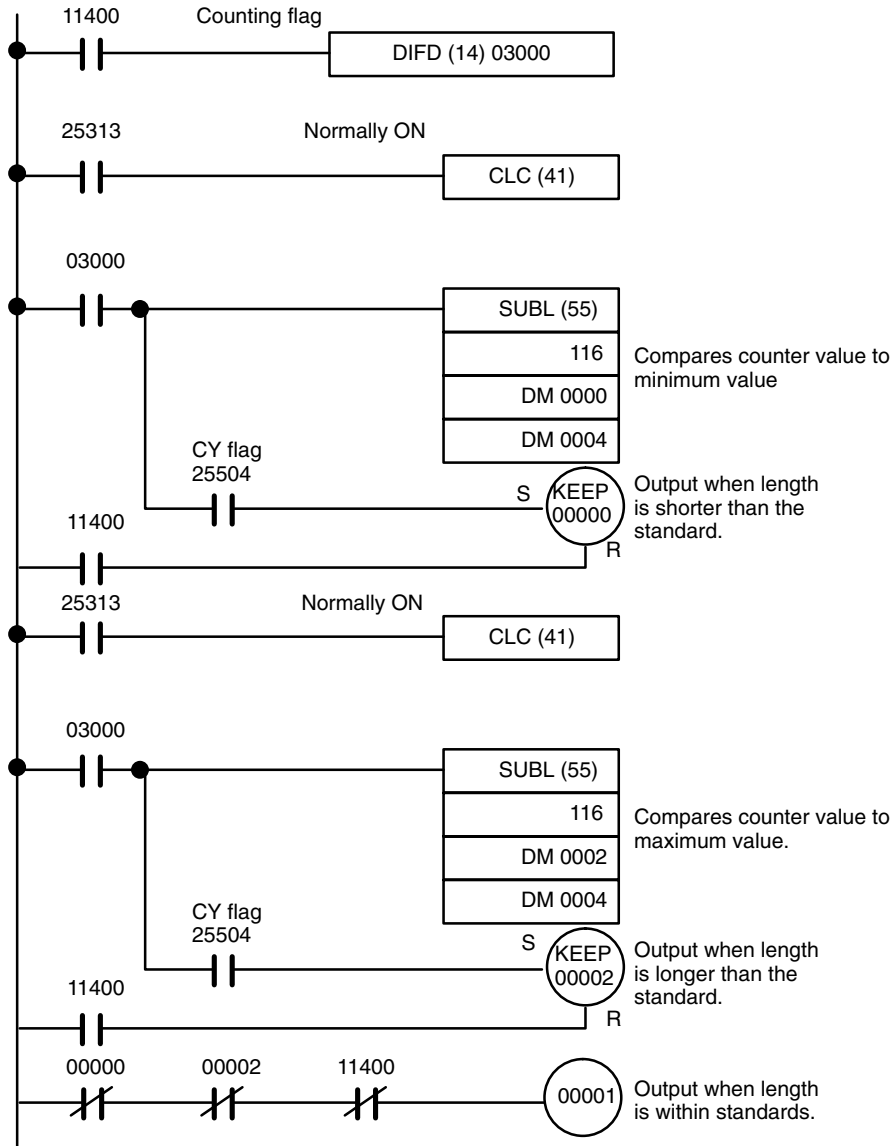 11400 Counting flag
DIFD (14) 03000
25313 Normally ON
CLC (41)
03000
SUBL (55)
116
DM 0000
DM 0004
Compares counter value to
minimum value
CY flag
25504
S
KEEP
00000
R
Output when length
is shorter than the
standard.
11400
25313 Normally ON
CLC (41)
03000
SUBL (55)
116
DM 0002
DM 0004
Compares counter value to
maximum value.
CY flag
25504
S
KEEP
00002
R
Output when length
is longer than the
standard.
11400
00000 00002 11400
00001
Output when length
is within standards.